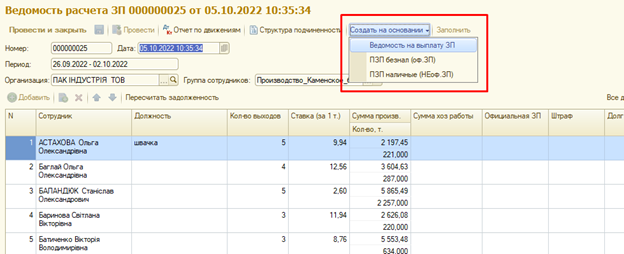 Ведомость расчета ЗП 000000025 от 05.10.2022 10:35:34
Провести и закрыть Провести Отчет по движениям Структура подчиненности Создать на основании Заполнить
Номер: 000000025 Дата: 05.10.2022 10:35:34
Ведомость на выплату ЗП
ПЗП безнал (оф.ЗП)
ПЗП наличные (НЕоф.ЗП)
Период:
26.09.2022 - 02.10.2022
Организация: ПАК ІНДУСТРІЯ ТОВ Группа сотрудников: Производство_Каменское_
Добавить Пересчитать задолженность Все д
N Сотрудник Должность Кол-во выходов Ставка (за 1 т.) Сумма произв. Сумма хоз работы Официальная ЗП Штраф Долг
Кол-во, т.
1 АСТАХОВА Ольга Олександрівна швачка 5 9,94 2 197,45
221,000
2 Баглай Ольга Олександрівна 4 12,56 3 604,63
287,000
3 БАЛАНДЮК Станіслав Олександрович 5 2,60 5 865,49
2 257,000
4 Баринова Світлана Вікторівна 3 11,94 2 626,08
220,000
5 Батиченко Вікторія Володимирівна 3 8,76 5 553,48
634,000